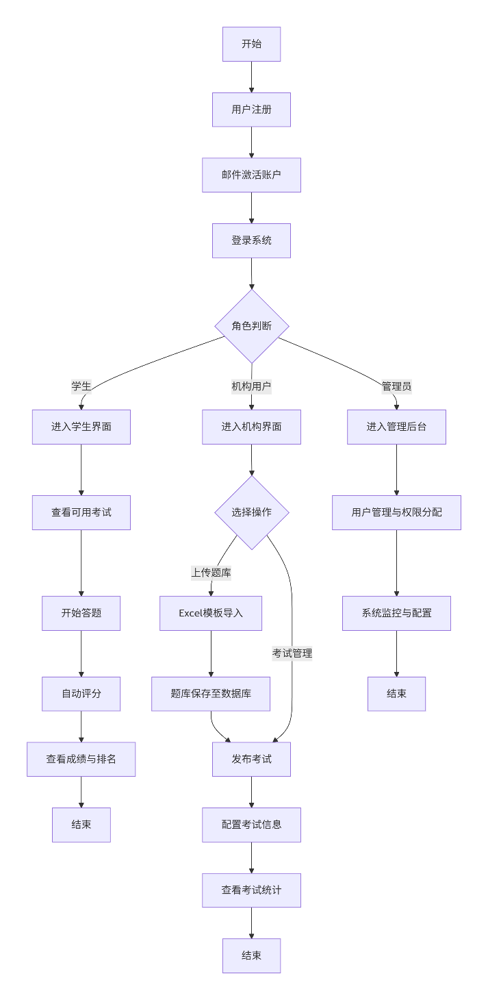 开始
用户注册
邮件激活账户
登录系统
角色判断
学生
机构用户
管理员
进入学生界面
进入机构界面
进入管理后台
查看可用考试
选择操作
用户管理与权限分配
上传题库
开始答题
Excel模板导入
系统监控与配置
考试管理
自动评分
题库保存至数据库
结束
查看成绩与排名
发布考试
结束
配置考试信息
查看考试统计
结束